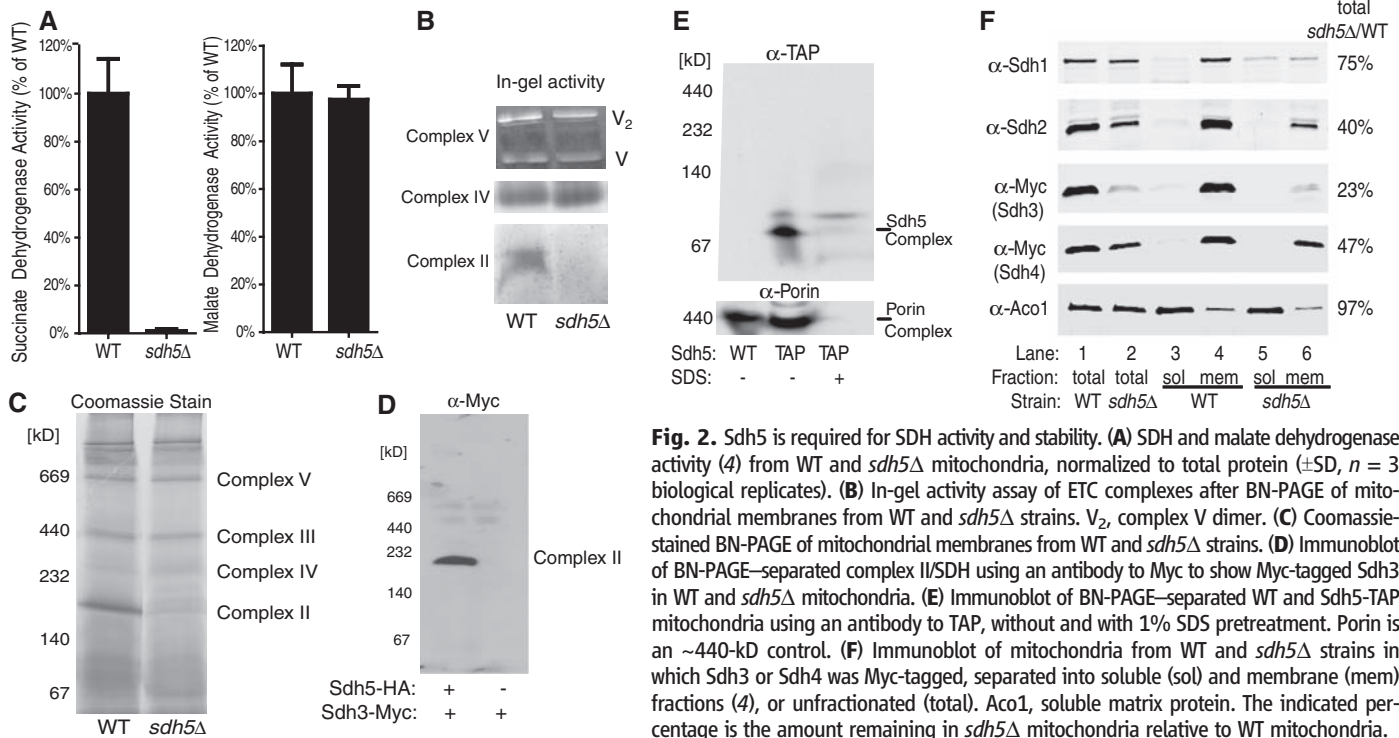 A
Succinate Dehydrogenase Activity (% of WT)
120%
100%
80%
60%
40%
20%
0%
WT
sdh5Δ
Malate Dehydrogenase Activity (% of WT)
120%
100%
80%
60%
40%
20%
0%
WT
sdh5Δ
B
In-gel activity
Complex V
V₂
V
Complex IV
Complex II
WT sdh5Δ
C
Coomassie Stain
[kD]
669
440
232
140
67
Complex V
Complex III
Complex IV
Complex II
WT sdh5Δ
D
α-Myc
[kD]
669
440
232
140
67
Complex II
Sdh5-HA: + -
Sdh3-Myc: + +
E
α-TAP
[kD]
440
232
140
67
Sdh5
Complex
α-Porin
440
Porin
Complex
Sdh5: WT TAP TAP
SDS: - - +
F
total
sdh5Δ/WT
α-Sdh1 75%
α-Sdh2 40%
α-Myc
(Sdh3)
23%
α-Myc
(Sdh4)
47%
α-Aco1 97%
Lane: 1 2 3 4 5 6
Fraction: total total sol mem sol mem
Strain: WT sdh5Δ WT sdh5Δ
Fig. 2. Sdh5 is required for SDH activity and stability. (A) SDH and malate dehydrogenase
activity (4) from WT and sdh5Δ mitochondria, normalized to total protein (±SD, n = 3
biological replicates). (B) In-gel activity assay of ETC complexes after BN-PAGE of mito-
chondrial membranes from WT and sdh5Δ strains. V₂, complex V dimer. (C) Coomassie-
stained BN-PAGE of mitochondrial membranes from WT and sdh5Δ strains. (D) Immunoblot
of BN-PAGE–separated complex II/SDH using an antibody to Myc to show Myc-tagged Sdh3
in WT and sdh5Δ mitochondria. (E) Immunoblot of BN-PAGE–separated WT and Sdh5-TAP
mitochondria using an antibody to TAP, without and with 1% SDS pretreatment. Porin is
an ~440-kD control. (F) Immunoblot of mitochondria from WT and sdh5Δ strains in
which Sdh3 or Sdh4 was Myc-tagged, separated into soluble (sol) and membrane (mem)
fractions (4), or unfractionated (total). Aco1, soluble matrix protein. The indicated per-
centage is the amount remaining in sdh5Δ mitochondria relative to WT mitochondria.